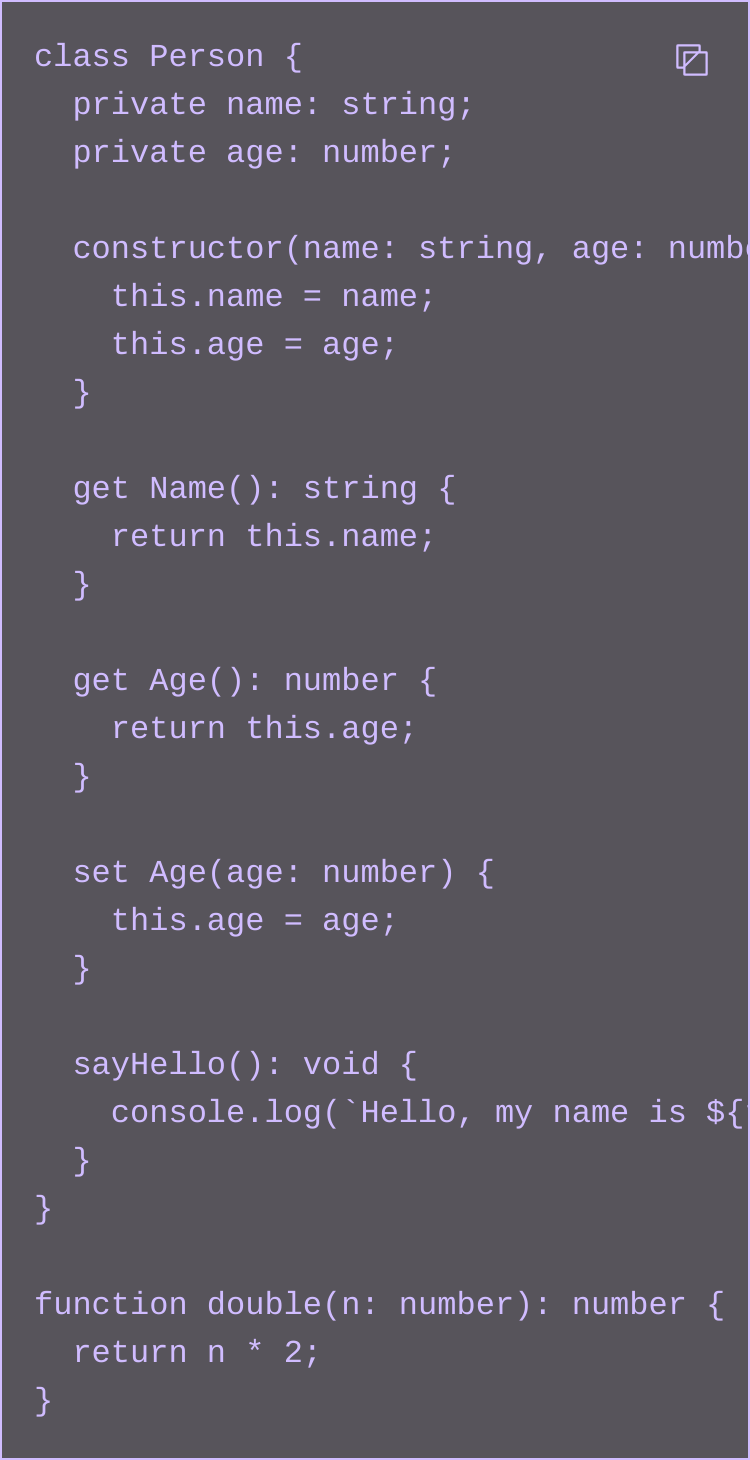 class Person {
  private name: string;
  private age: number;

  constructor(name: string, age: numb
    this.name = name;
    this.age = age;
  }

  get Name(): string {
    return this.name;
  }

  get Age(): number {
    return this.age;
  }

  set Age(age: number) {
    this.age = age;
  }

  sayHello(): void {
    console.log(`Hello, my name is ${
  }
}

function double(n: number): number {
  return n * 2;
}